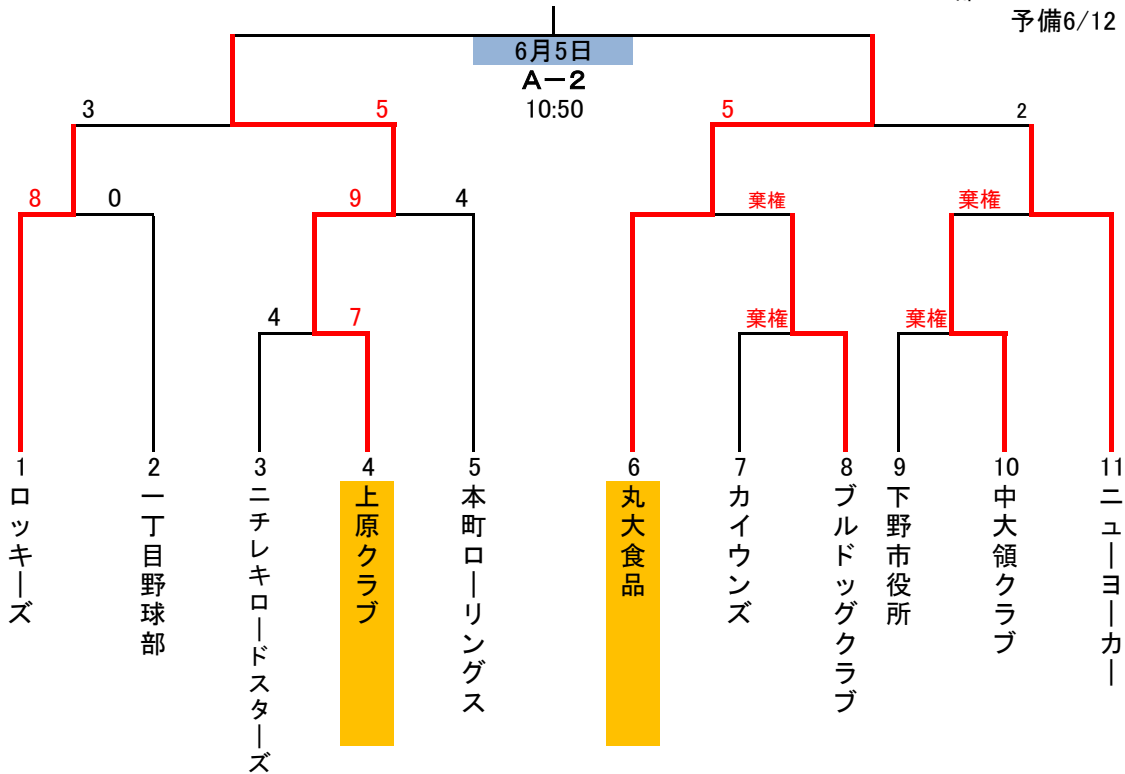 予備6/12
6月5日
A－2
10:50
3
5
5
2
8
0
9
4
棄権
棄権
4
7
棄権
棄権
1
2
3
4
5
6
7
8
9
10
11
ロッキーズ
一丁目野球部
ニチレキロードスターズ
上原クラブ
本町ローリングス
丸大食品
カイウンズ
ブルドッグクラブ
下野市役所
中大領クラブ
ニューヨーカー